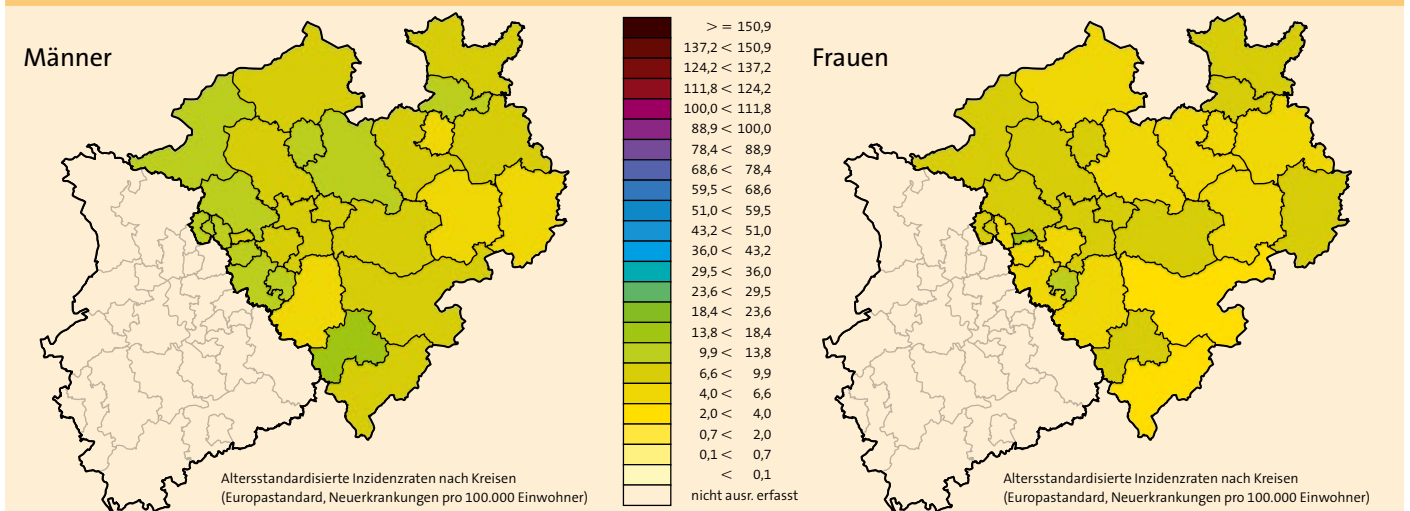 Männer
> = 150,9
137,2 < 150,9
124,2 < 137,2
111,8 < 124,2
100,0 < 111,8
88,9 < 100,0
78,4 < 88,9
68,6 < 78,4
59,5 < 68,6
51,0 < 59,5
43,2 < 51,0
36,0 < 43,2
29,5 < 36,0
23,6 < 29,5
18,4 < 23,6
13,8 < 18,4
9,9 < 13,8
6,6 < 9,9
4,0 < 6,6
2,0 < 4,0
0,7 < 2,0
0,1 < 0,7
< 0,1
nicht ausr. erfasst
Altersstandardisierte Inzidenzraten nach Kreisen
(Europastandard, Neuerkrankungen pro 100.000 Einwohner)
Frauen
Altersstandardisierte Inzidenzraten nach Kreisen
(Europastandard, Neuerkrankungen pro 100.000 Einwohner)